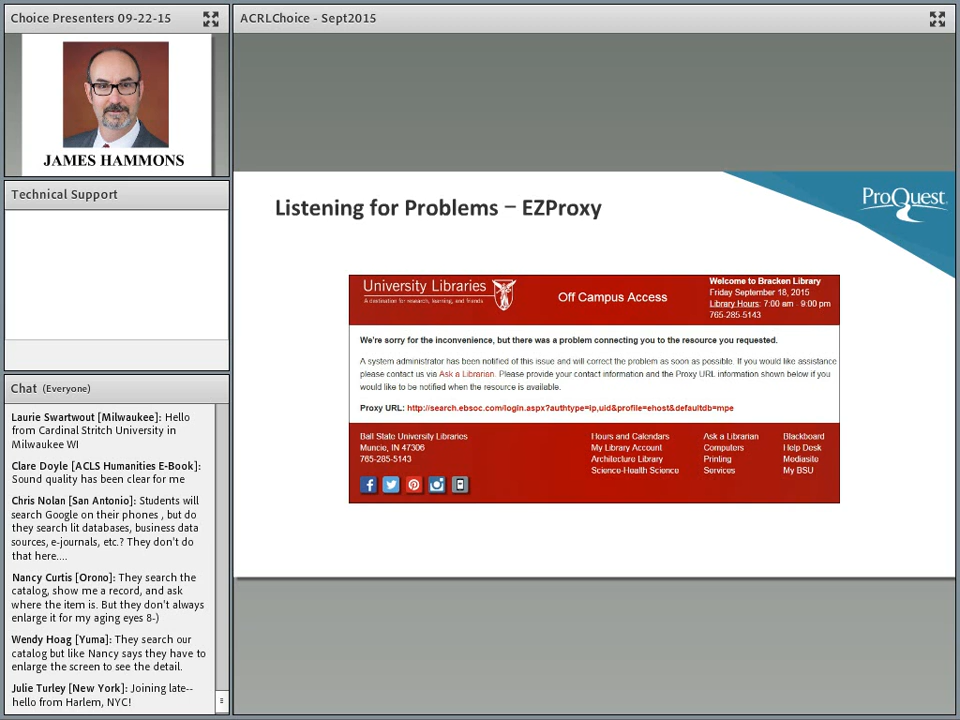 Choice Presenters 09-22-15
JAMES HAMMONS
Technical Support
Chat (Everyone)
Laurie Swartwout [Milwaukee]: Hello
from Cardinal Stritch University in
Milwaukee WI
Clare Doyle [ACLS Humanities E-Book]:
Sound quality has been clear for me
Chris Nolan [San Antonio]: Students will
search Google on their phones , but do
they search lit databases, business data
sources, e-journals, etc.? They don't do
that here....
Nancy Curtis [Orono]: They search the
catalog, show me a record, and ask
where the item is. But they don't always
enlarge it for my aging eyes 8-)
Wendy Hoag [Yuma]: They search our
catalog but like Nancy says they have to
enlarge the screen to see the detail.
Julie Turley [New York]: Joining late--
hello from Harlem, NYC!
ACRLChoice - Sept2015
ProQuest
Listening for Problems – EZProxy
University Libraries
A destination for research, learning, and friends
Off Campus Access
Welcome to Bracken Library
Friday September 18, 2015
Library Hours: 7:00 am 9:00 pm
765-285-5143
We're sorry for the inconvenience, but there was a problem connecting you to the resource you requested.
A system administrator has been notified of this issue and will correct the problem as soon as possible. If you would like assistance
please contact us via Ask a Librarian. Please provide your contact information and the Proxy URL information shown below if you
would like to be notified when the resource is available.
Proxy URL: http://search.ebsoc.com/login.aspx?authtype=ip,uid&profile=ehost&defaultdb=mpe
Ball State University Libraries
Muncie, IN 47306
765-285-5143
Hours and Calendars
My Library Account
Architecture Library
Science-Health Science
Ask a Librarian
Computers
Printing
Services
Blackboard
Help Desk
Mediasite
My BSU